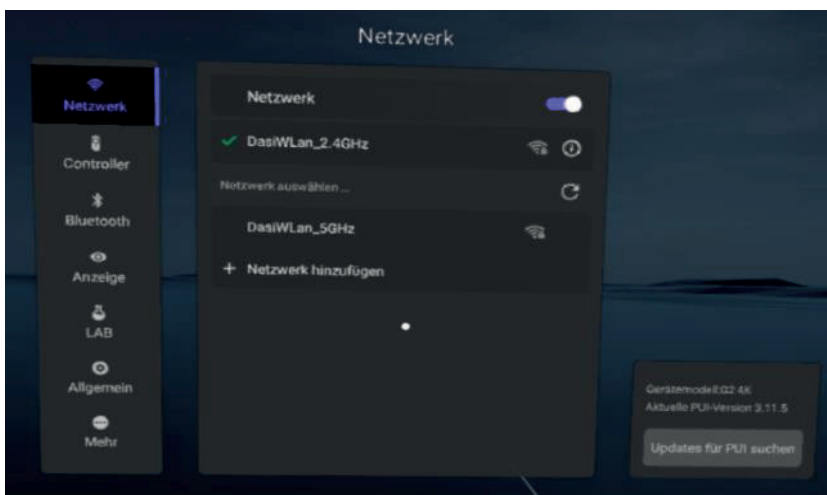 Netzwerk
Netzwerk
Controller
Bluetooth
Anzeige
LAB
Allgemein
Mehr
Netzwerk
DasiWLan_2.4GHz
Netzwerk auswählen ...
DasiWLan_5GHz
+ Netzwerk hinzufügen
Gerätemodell:G2 4K
Aktuelle PUI-Version 3.11.5
Updates für PUI suchen